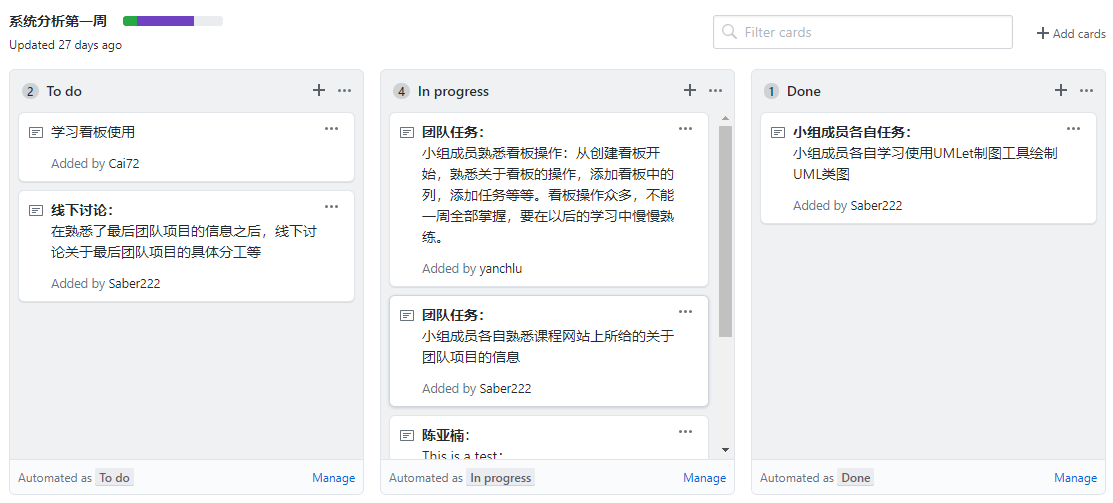 系统分析第一周
Updated 27 days ago
Filter cards
Add cards
2 To do
学习看板使用
Added by Cai72
线下讨论：
在熟悉了最后团队项目的信息之后，线下讨
论关于最后团队项目的具体分工等
Added by Saber222
Automated as To do Manage
4 In progress
团队任务：
小组成员熟悉看板操作：从创建看板开
始，熟悉关于看板的操作，添加看板中的
列，添加任务等等。看板操作众多，不能
一周全部掌握，要在以后的学习中慢慢熟
练。
Added by yanchlu
团队任务：
小组成员各自熟悉课程网站上所给的关于
团队项目的信息
Added by Saber222
陈亚楠：
This is a test：
Automated as In progress Manage
1 Done
小组成员各自任务：
小组成员各自学习使用UMLet制图工具绘制
UML类图
Added by Saber222
Automated as Done Manage